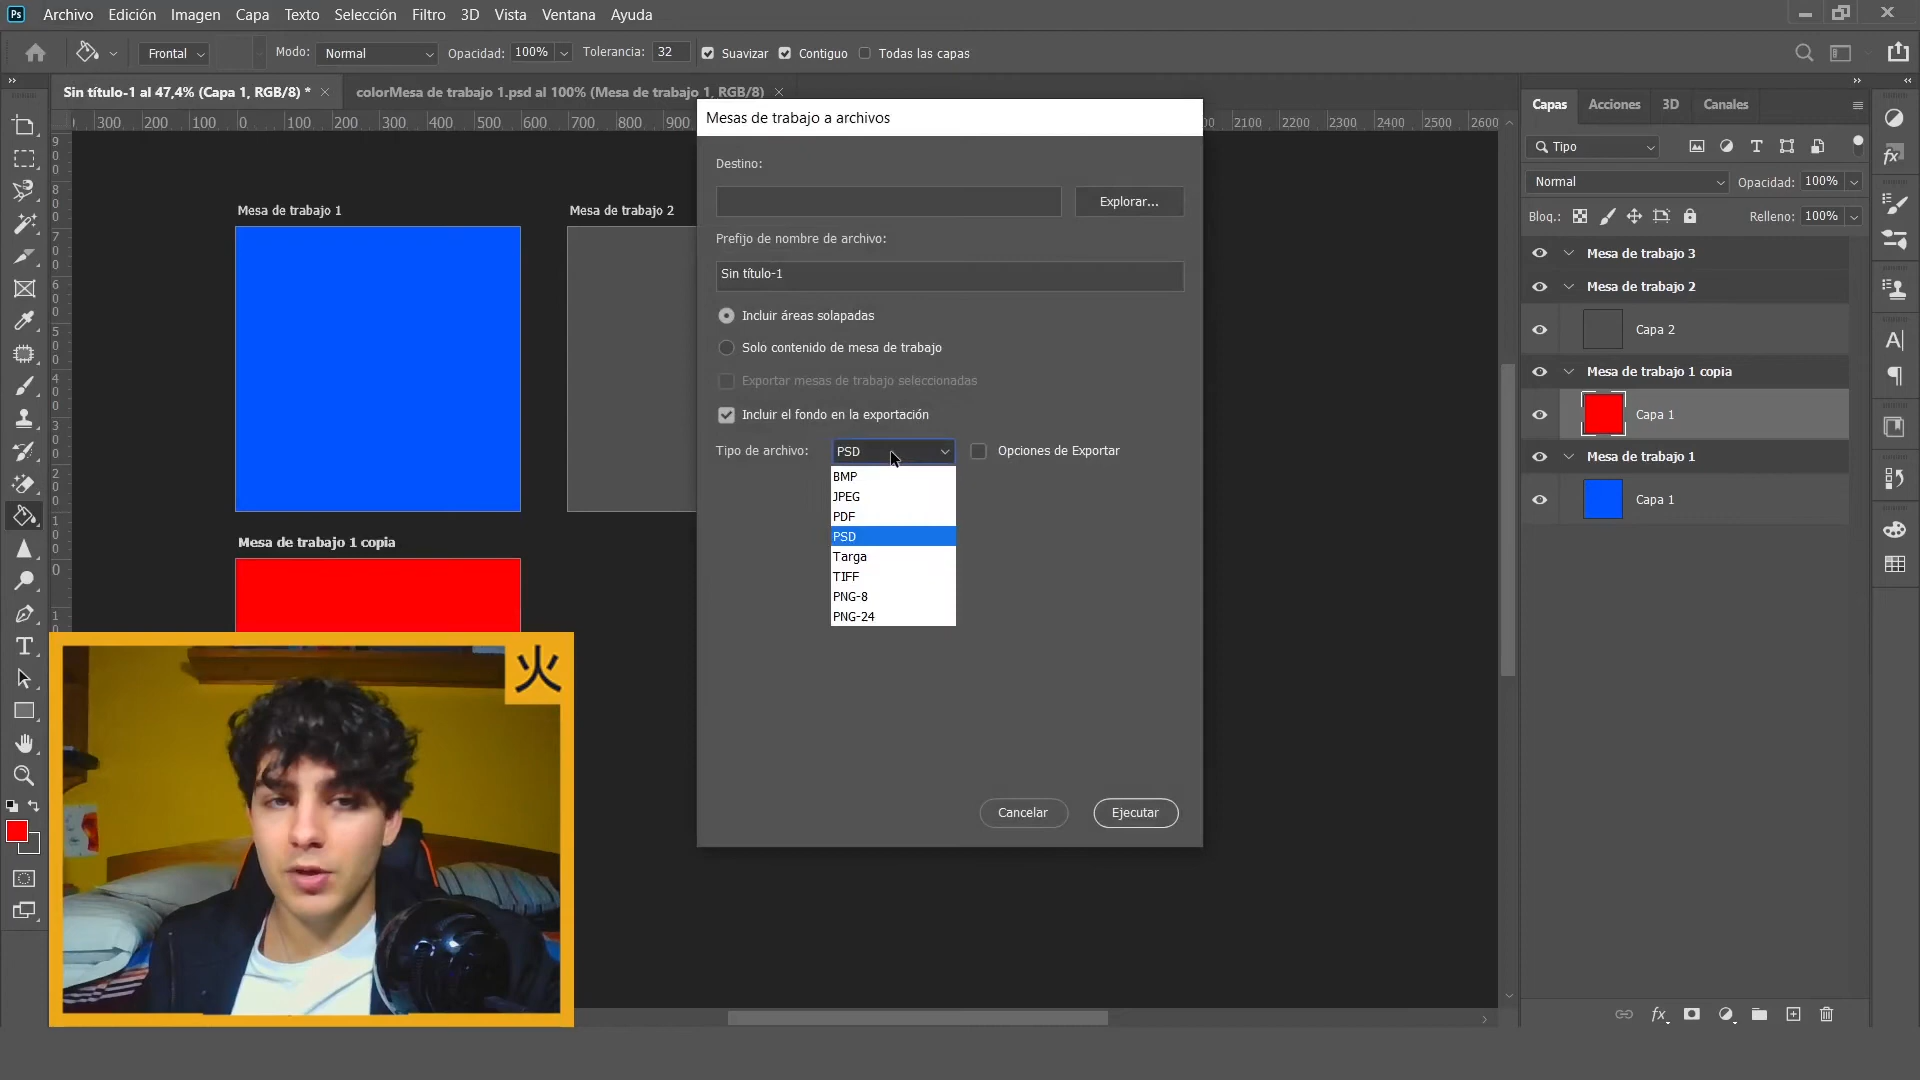 Ps Archivo Edición Imagen Capa Texto Selección Filtro 3D Vista Ventana Ayuda
Frontal Modo: Normal Opacidad: 100% Tolerancia: 32 Suavizar Contiguo Todas las capas
Sin título-1 al 47,4% (Capa 1, RGB/8) * colorMesa de trabajo 1.psd al 100% (Mesa de trabajo 1, RGB/8)
300 200 100 0 100 200 300 400 500 600 700 800 900 2100 2200 2300 2400 2500 2600
Mesa de trabajo 1
Mesa de trabajo 2
Mesa de trabajo 1 copia
Mesas de trabajo a archivos
Destino:
Explorar...
Prefijo de nombre de archivo:
Sin título-1
Incluir áreas solapadas
Solo contenido de mesa de trabajo
Exportar mesas de trabajo seleccionadas
Incluir el fondo en la exportación
Tipo de archivo: PSD Opciones de Exportar
BMP
JPEG
PDF
PSD
Targa
TIFF
PNG-8
PNG-24
Cancelar Ejecutar
Capas Acciones 3D Canales
Tipo
Normal Opacidad: 100%
Bloq.: Relleno: 100%
Mesa de trabajo 3
Mesa de trabajo 2
Capa 2
Mesa de trabajo 1 copia
Capa 1
Mesa de trabajo 1
Capa 1
火